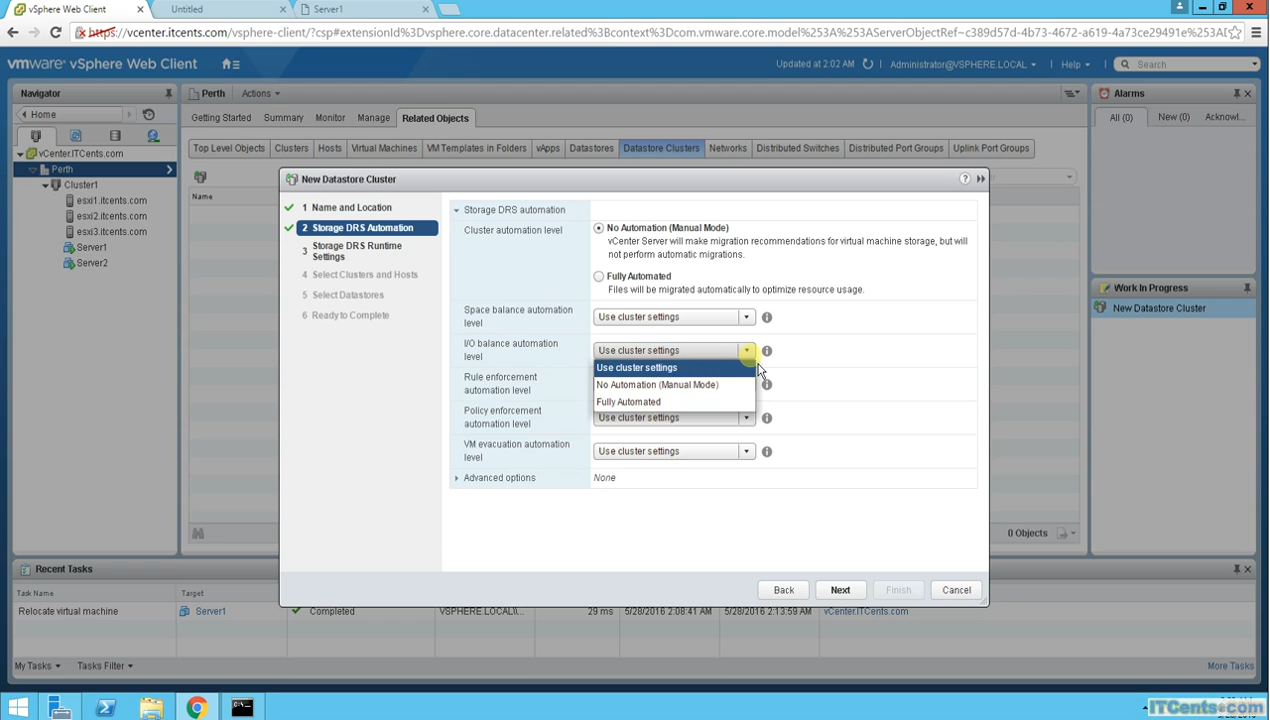 vSphere Web Client
Untitled
Server1
https://vcenter.itcents.com/vsphere-client/?csp#extensionId%3Dvsphere.core.datacenter.related%3Bcontext%3Dcom.vmware.core.model%253A%253AServerObjectRef~c389d57d-4b73-4672-a619-4a73ce29491e%253AD
vmware® vSphere Web Client
Updated at 2:02 AM
Administrator@VSPHERE.LOCAL
Help
Search
Navigator
Home
vCenter.ITCents.com
Perth
Cluster1
esxi1.itcents.com
esxi2.itcents.com
esxi3.itcents.com
Server1
Server2
Perth
Actions
Getting Started
Summary
Monitor
Manage
Related Objects
Top Level Objects
Clusters
Hosts
Virtual Machines
VM Templates in Folders
vApps
Datastores
Datastore Clusters
Networks
Distributed Switches
Distributed Port Groups
Uplink Port Groups
Name
0 Objects
New Datastore Cluster
1 Name and Location
2 Storage DRS Automation
3 Storage DRS Runtime
Settings
4 Select Clusters and Hosts
5 Select Datastores
6 Ready to Complete
Storage DRS automation
Cluster automation level
No Automation (Manual Mode)
vCenter Server will make migration recommendations for virtual machine storage, but will
not perform automatic migrations.
Fully Automated
Files will be migrated automatically to optimize resource usage.
Space balance automation
level
Use cluster settings
I/O balance automation
level
Use cluster settings
Use cluster settings
No Automation (Manual Mode)
Fully Automated
Rule enforcement
automation level
Policy enforcement
automation level
Use cluster settings
VM evacuation automation
level
Use cluster settings
Advanced options
None
Back
Next
Finish
Cancel
Alarms
All (0)
New (0)
Acknowl...
Work In Progress
New Datastore Cluster
Recent Tasks
Task Name
Target
Relocate virtual machine
Server1
Completed
VSPHERE.LOCAL\...
29 ms
5/28/2016 2:08:41 AM
5/28/2016 2:13:59 AM
vCenter.ITCents.com
My Tasks
Tasks Filter
More Tasks
ITCents.com